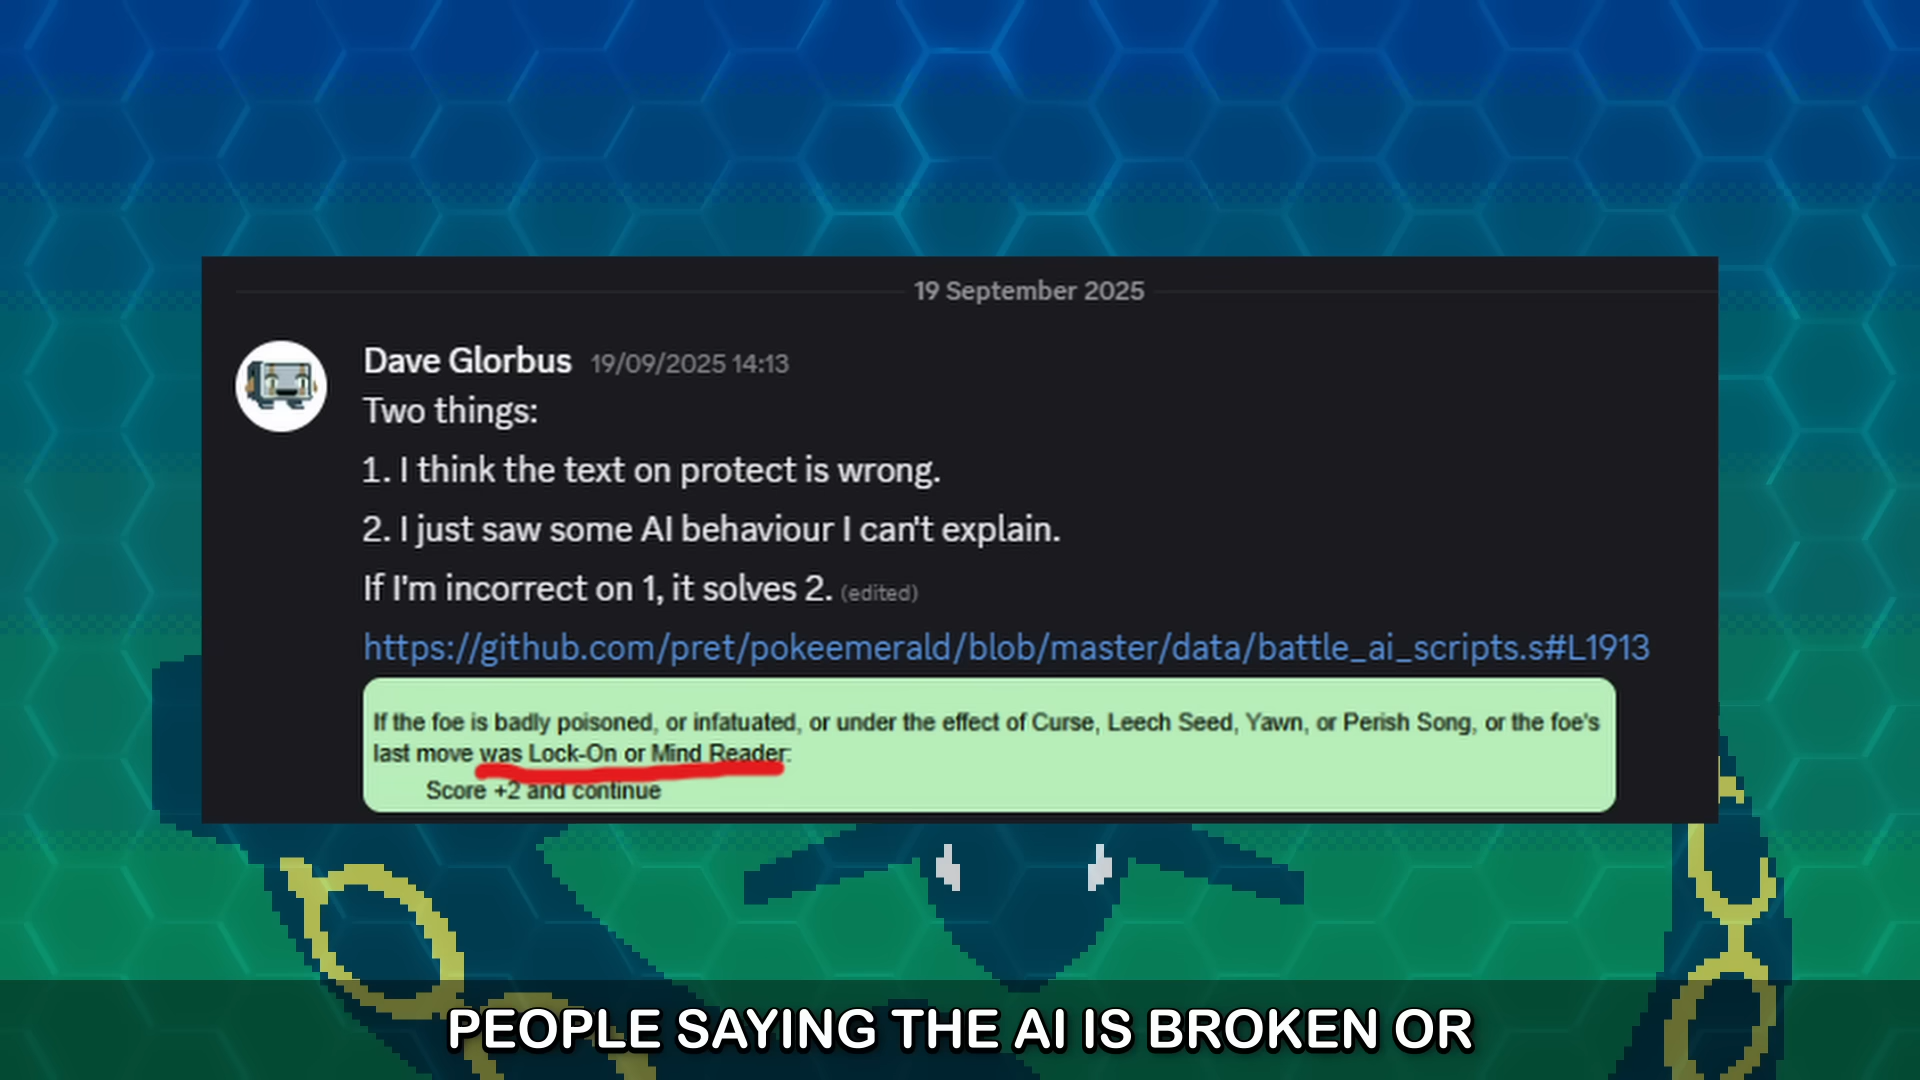 19 September 2025
Dave Glorbus 19/09/2025 14:13
Two things:
1. I think the text on protect is wrong.
2. I just saw some AI behaviour I can't explain.
If I'm incorrect on 1, it solves 2. (edited)
https://github.com/pret/pokeemerald/blob/master/data/battle_ai_scripts.s#L1913
If the foe is badly poisoned, or infatuated, or under the effect of Curse, Leech Seed, Yawn, or Perish Song, or the foe's
last move was Lock-On or Mind Reader:
Score +2 and continue
PEOPLE SAYING THE AI IS BROKEN OR